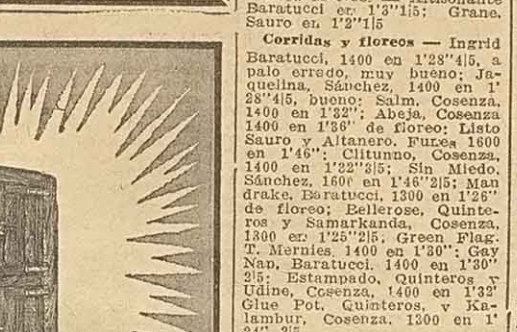 Baratucci en 1'3"1|5; Grane,
Sauro en 1'2"1|5
Corridas y floreos — Ingrid
Baratucci, 1400 en 1'28"4|5, a
palo errado, muy bueno; Ja-
quelina, Sánchez, 1400 en 1'
28"4|5, bueno; Salm, Cosenza,
1400 en 1'32"; Abeja, Cosenza
1400 en 1'36" de floreo; Listo
Sauro y Altanero, Funes 1600
en 1'46"; Clitunno, Cosenza,
1400 en 1'32"3|5; Sin Miedo,
Sánchez, 1600 en 1'46"2|5; Man
drake, Baratucci, 1300 en 1'26"
de floreo; Bellerose, Quinte-
ros y Samarkanda, Cosenza,
1300 en 1'25"2|5, Green Flag.
T. Mernies, 1400 en 1'30"; Gay
Nap, Baratucci, 1400 en 1'30"
2|5; Estampado, Quinteros y
Udine, Cosenza, 1400 en 1'32'
Glue Pot, Quinteros, y Ka-
lambur, Cosenza, 1300 en 1'